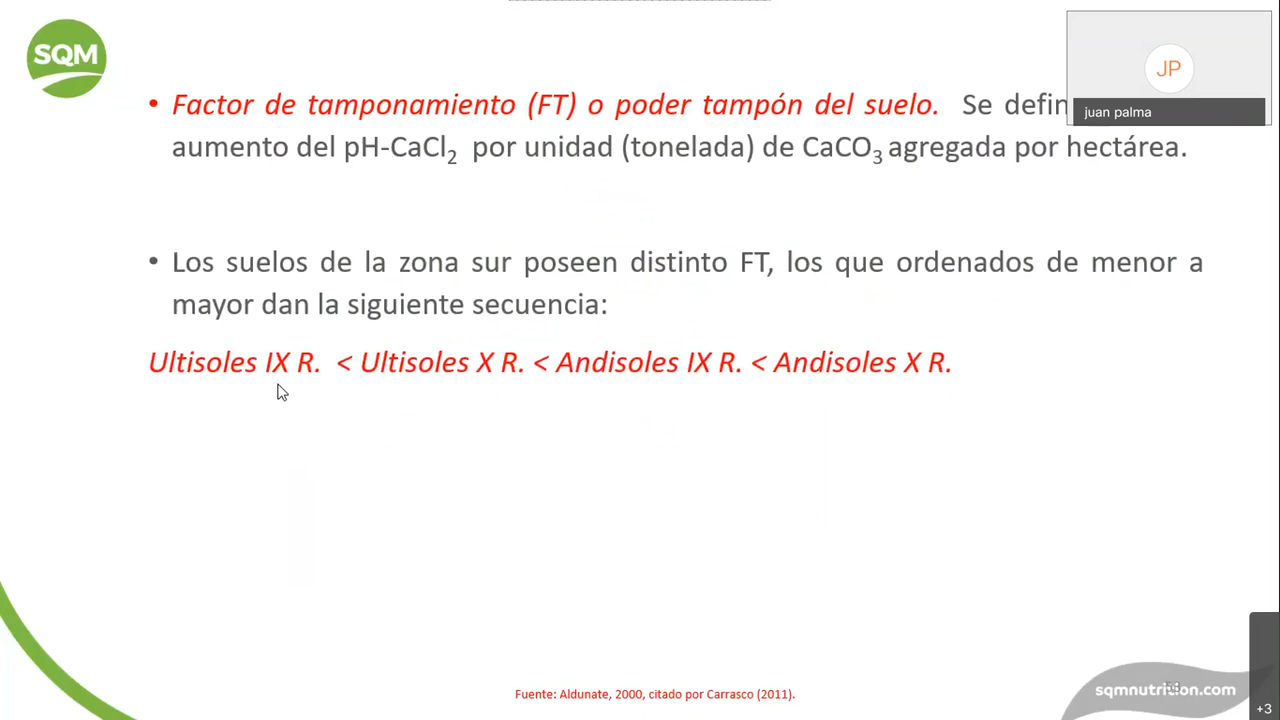 SQM
JP
juan palma
• Factor de tamponamiento (FT) o poder tampón del suelo. Se
aumento del pH-CaCl2 por unidad (tonelada) de CaCO3 agregada por hectárea.
• Los suelos de la zona sur poseen distinto FT, los que ordenados de menor a
mayor dan la siguiente secuencia:
Ultisoles IX R. < Ultisoles X R. < Andisoles IX R. < Andisoles X R.
Fuente: Aldunate, 2000, citado por Carrasco (2011).
sqmnutrition.com
+3